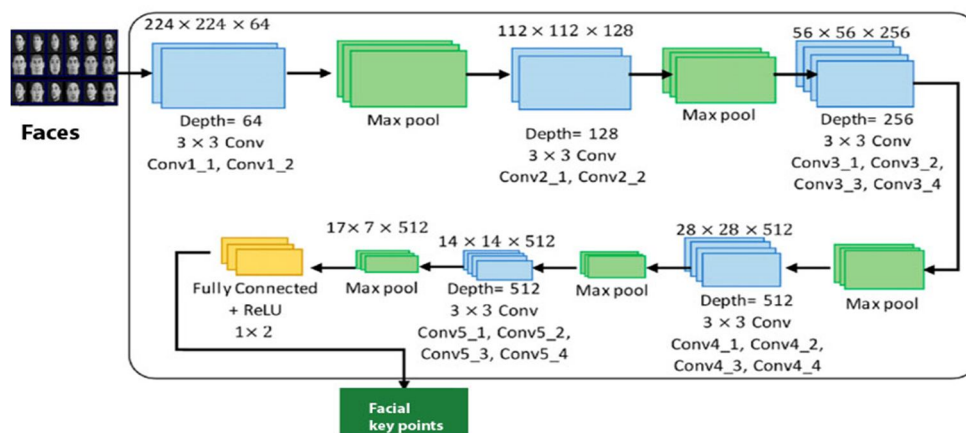 224 × 224 × 64
Max pool
112 × 112 × 128
Max pool
56 × 56 × 256
Faces
Depth= 64
3 × 3 Conv
Conv1_1, Conv1_2
Depth= 128
3 × 3 Conv
Conv2_1, Conv2_2
Depth= 256
3 × 3 Conv
Conv3_1, Conv3_2,
Conv3_3, Conv3_4
17× 7 × 512
14 × 14 × 512
28 × 28 × 512
Fully Connected
+ ReLU
1× 2
Max pool
Depth= 512
3 × 3 Conv
Conv5_1, Conv5_2,
Conv5_3, Conv5_4
Max pool
Depth= 512
3 × 3 Conv
Conv4_1, Conv4_2,
Conv4_3, Conv4_4
Max pool
Facial
key points